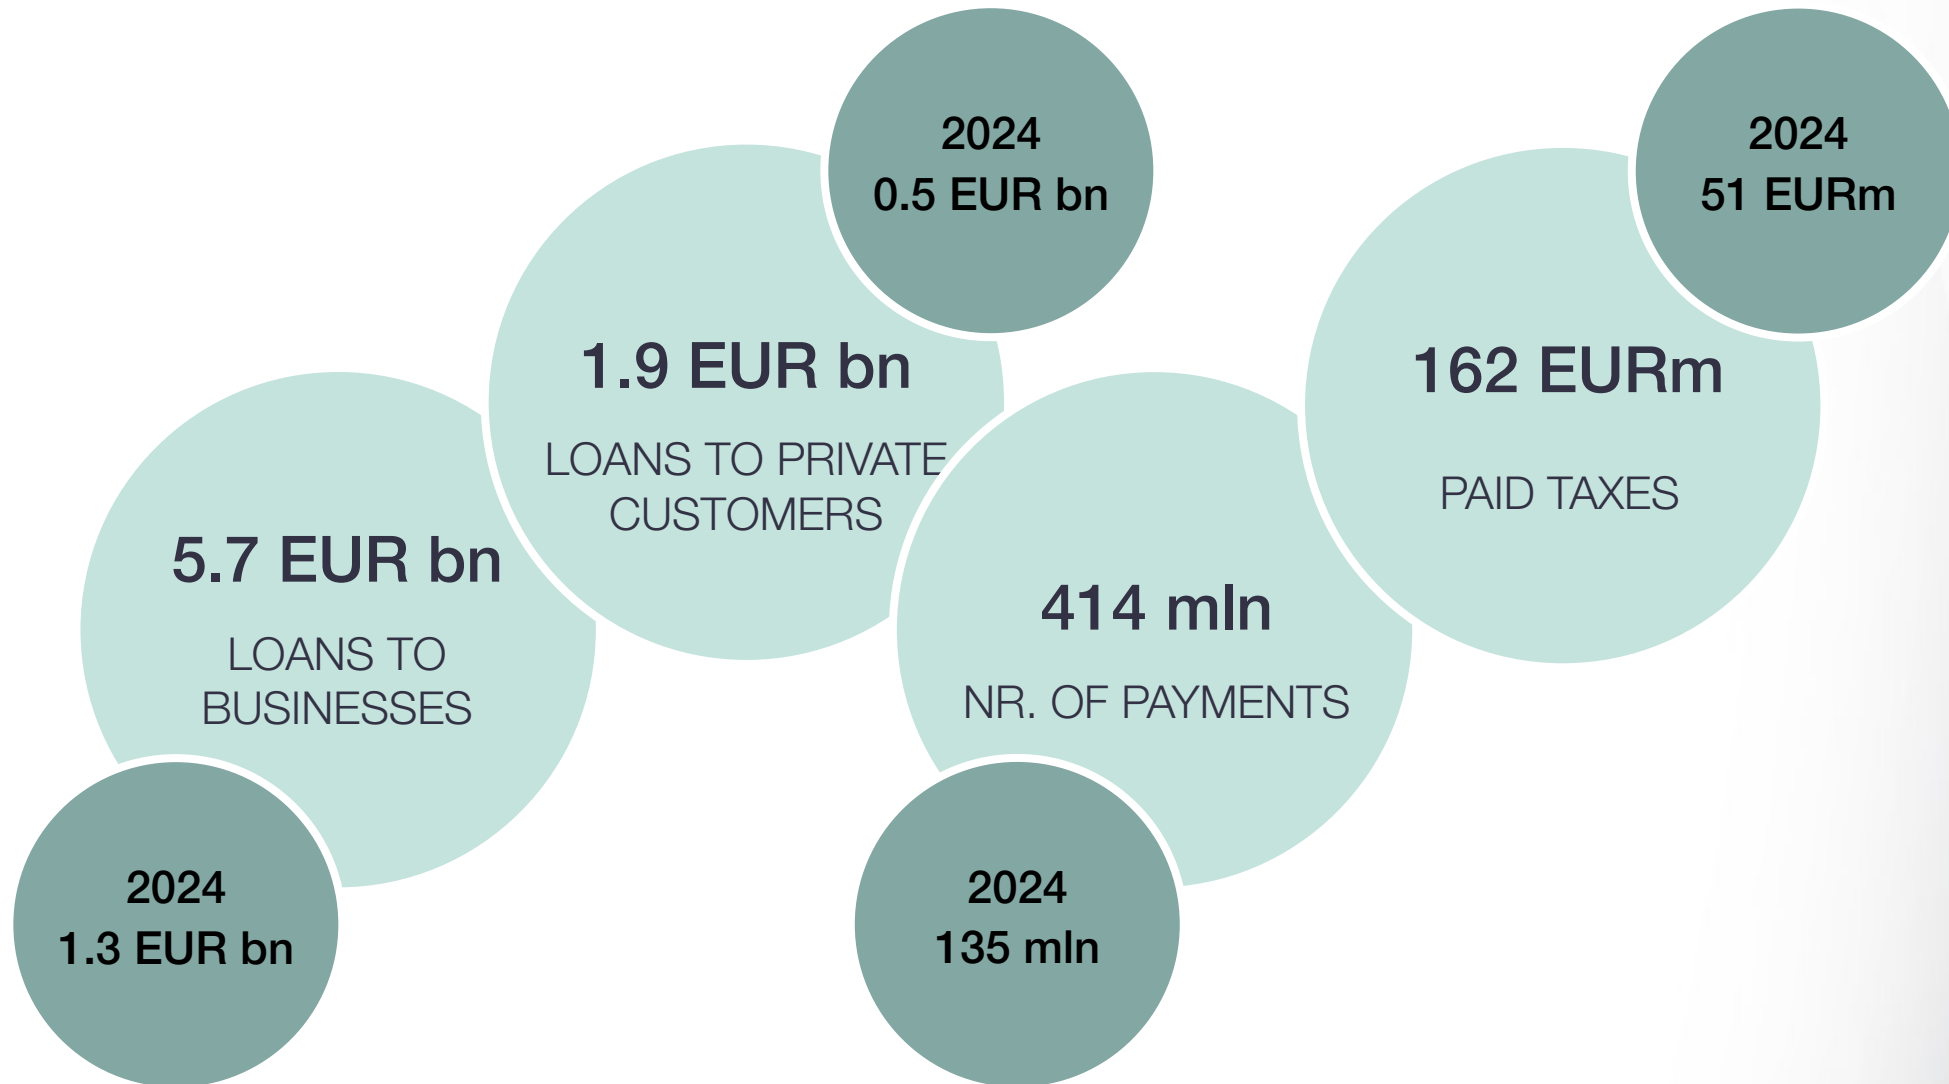 5.7 EUR bn
LOANS TO
BUSINESSES
2024
1.3 EUR bn
1.9 EUR bn
LOANS TO PRIVATE
CUSTOMERS
2024
0.5 EUR bn
414 mln
NR. OF PAYMENTS
2024
135 mln
162 EURm
PAID TAXES
2024
51 EURm